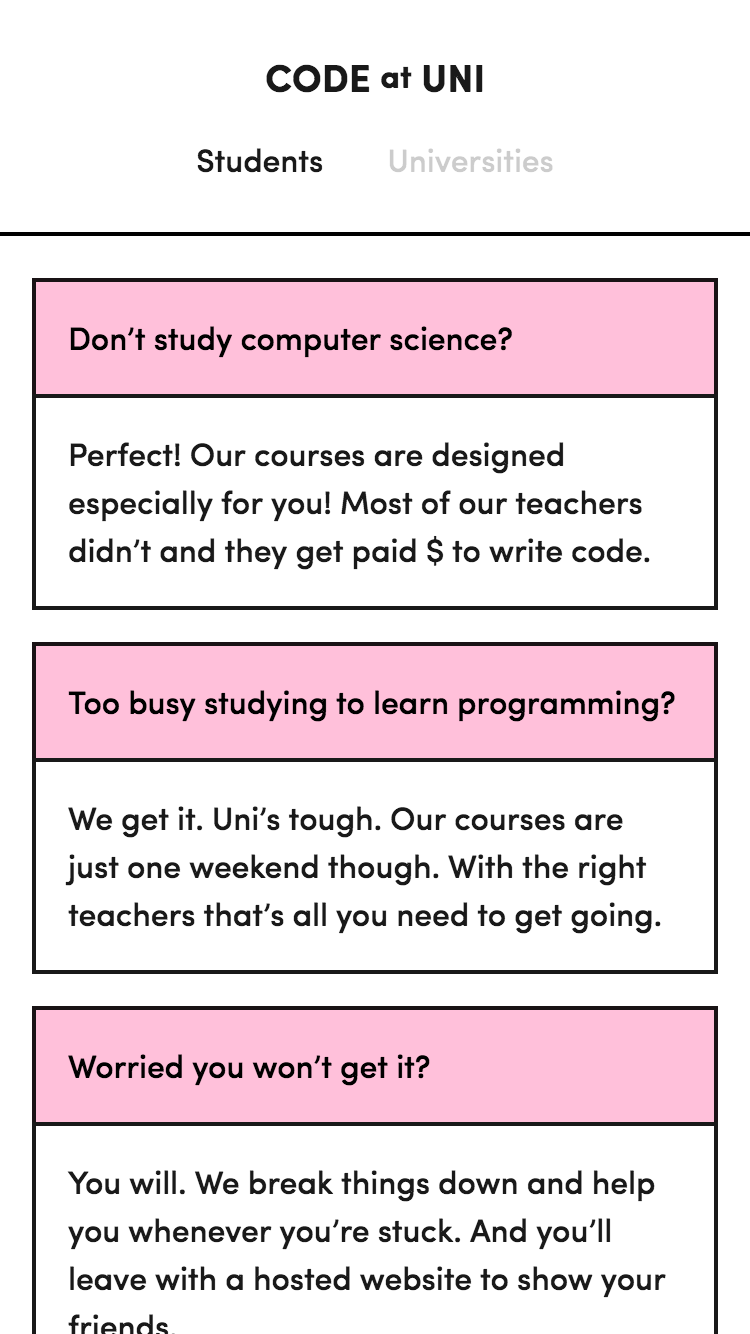 CODE at UNI
Students
Universities
Don’t study computer science?
Perfect! Our courses are designed
especially for you! Most of our teachers
didn’t and they get paid $ to write code.
Too busy studying to learn programming?
We get it. Uni’s tough. Our courses are
just one weekend though. With the right
teachers that’s all you need to get going.
Worried you won’t get it?
You will. We break things down and help
you whenever you’re stuck. And you’ll
leave with a hosted website to show your
friends.